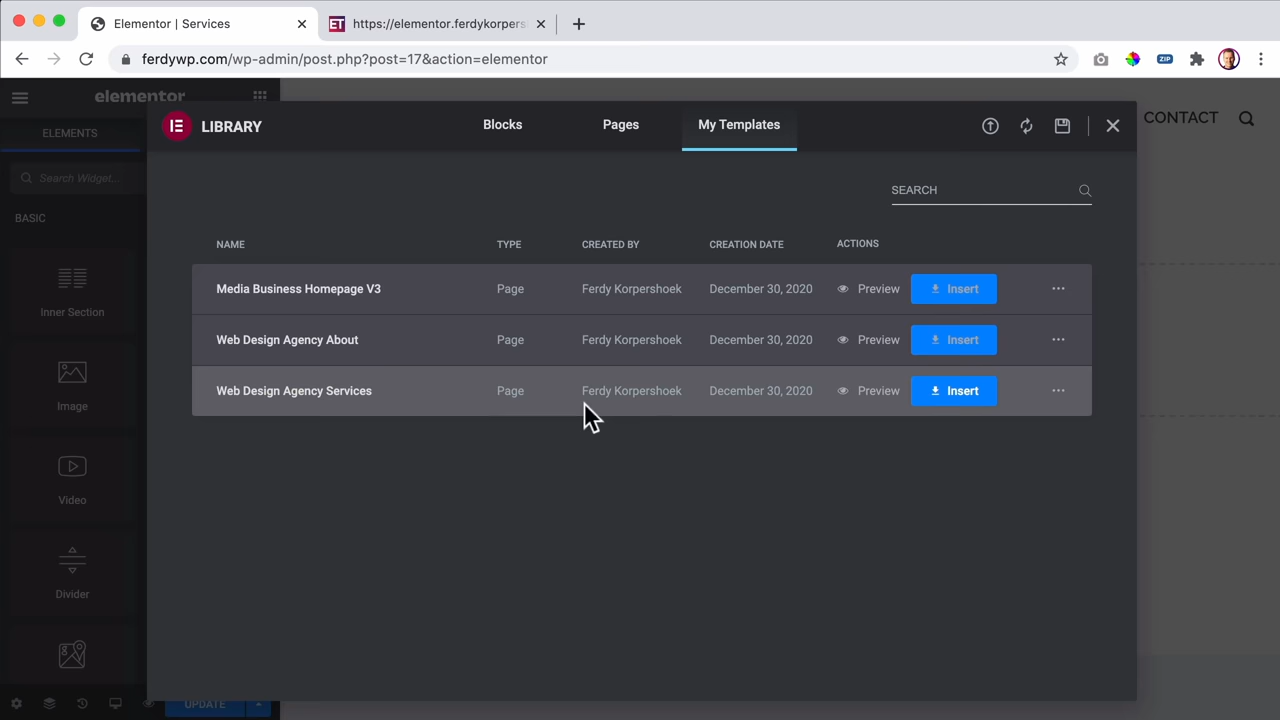 Elementor | Services
https://elementor.ferdykorpers
ferdywp.com/wp-admin/post.php?post=17&action=elementor
ZIP
elementor
LIBRARY
Blocks
Pages
My Templates
CONTACT
ELEMENTS
Search Widget...
SEARCH
BASIC
NAME
TYPE
CREATED BY
CREATION DATE
ACTIONS
Media Business Homepage V3
Page
Ferdy Korpershoek
December 30, 2020
Preview
Insert
Web Design Agency About
Page
Ferdy Korpershoek
December 30, 2020
Preview
Insert
Web Design Agency Services
Page
Ferdy Korpershoek
December 30, 2020
Preview
Insert
Inner Section
Image
Video
Divider
UPDATE